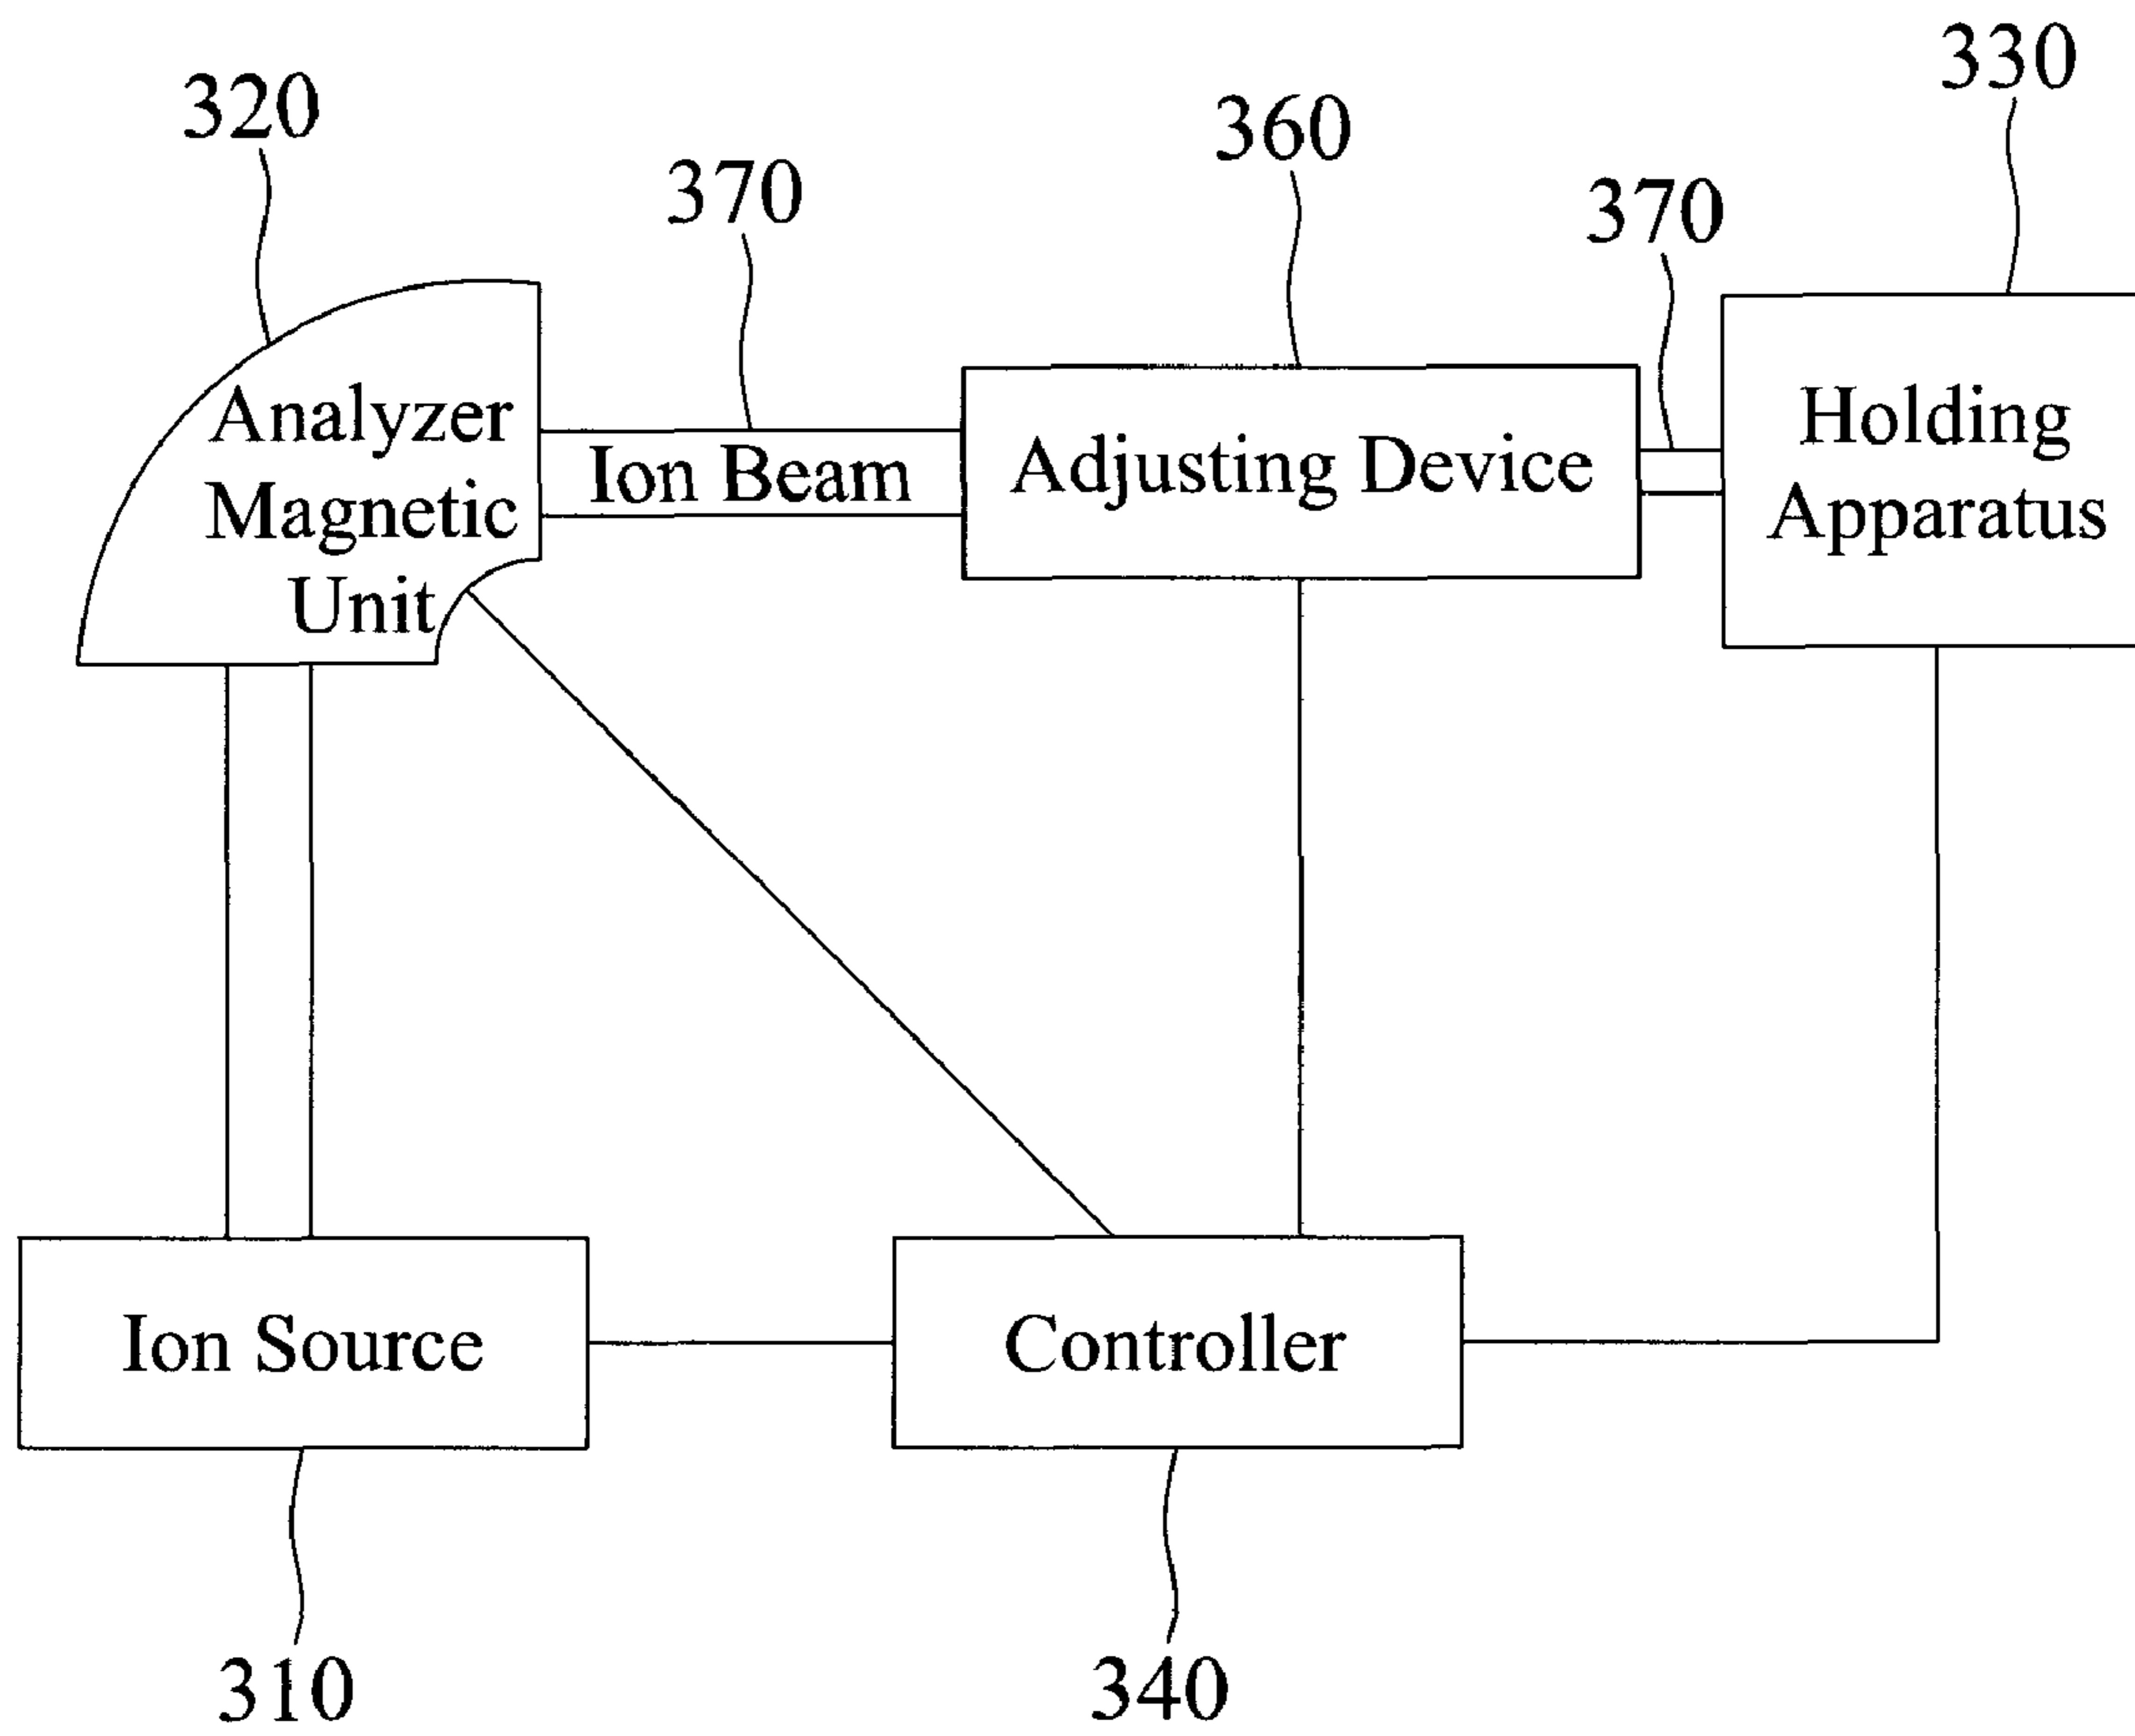 330
320
360
370
370
Analyzer
Magnetic
Unit
Ion Beam
Adjusting Device
Holding
Apparatus
Ion Source
Controller
310
340